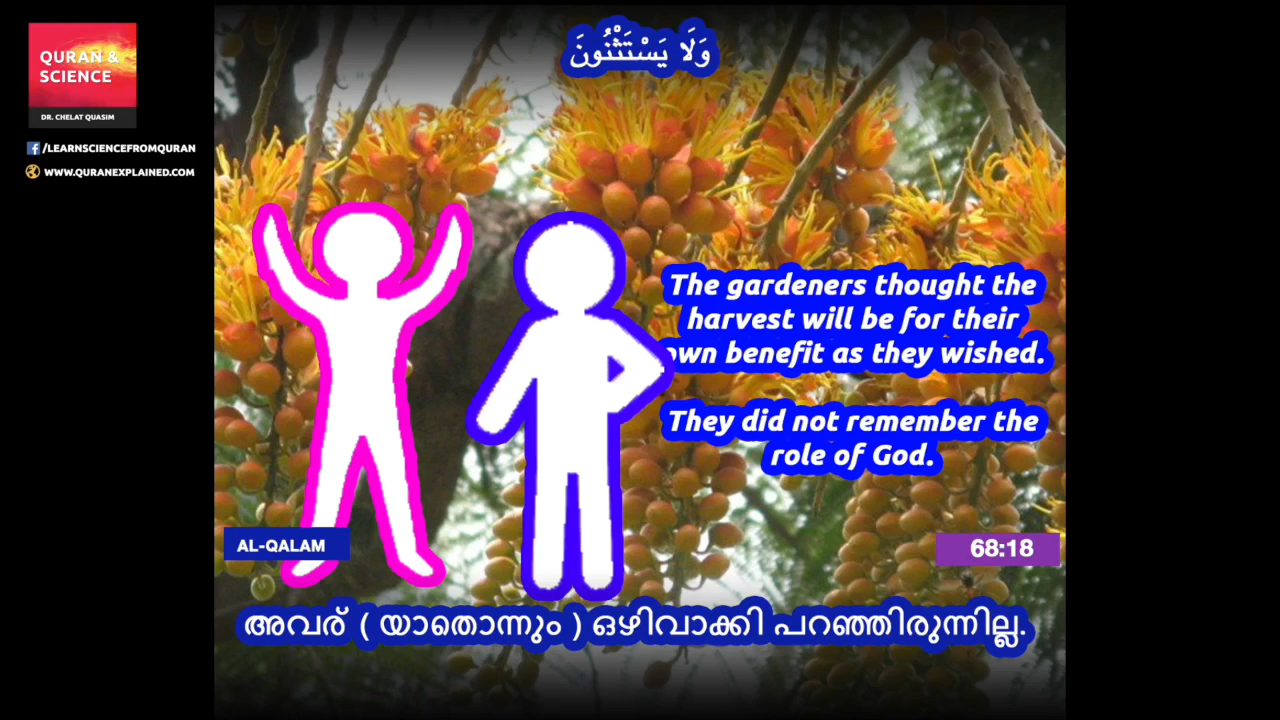 QURAN &
SCIENCE
DR. CHELAT QUASIM
/LEARNSCIENCEFROMQURAN
WWW.QURANEXPLAINED.COM
وَلَا يَسْتَثْنُونَ
The gardeners thought the
harvest will be for their
own benefit as they wished.
They did not remember the
role of God.
AL-QALAM
68:18
അവര് ( യാതൊന്നും ) ഒഴിവാക്കി പറഞ്ഞിരുന്നില്ല.